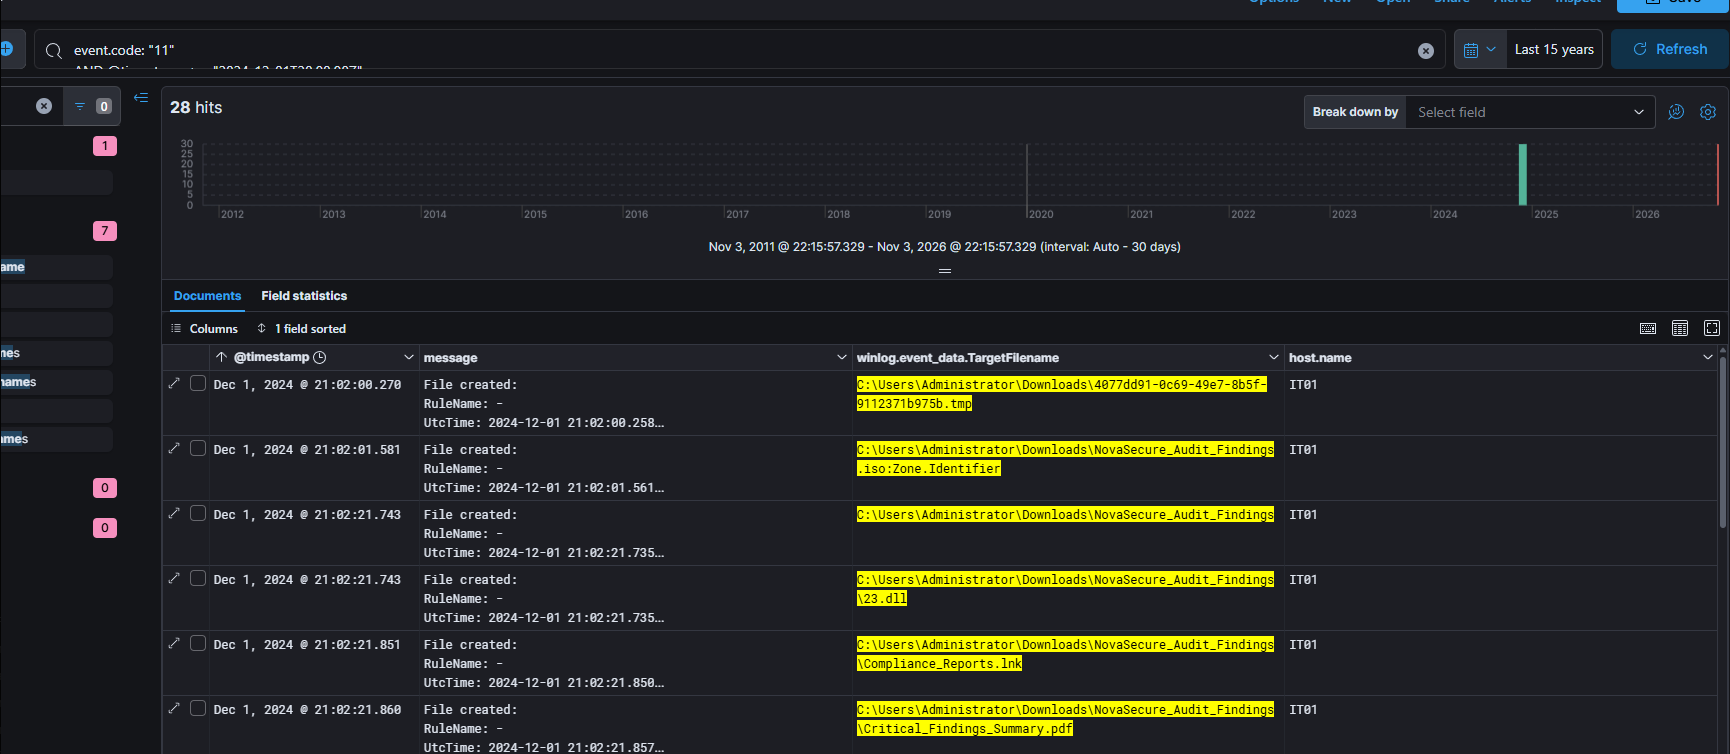 Options New Open Share Alerts Inspect Save
event.code: "11"
Last 15 years
Refresh
0
28 hits
Break down by
Select field
1
30
25
20
15
10
5
0
2012 2013 2014 2015 2016 2017 2018 2019 2020 2021 2022 2023 2024 2025 2026
7
Nov 3, 2011 @ 22:15:57.329 - Nov 3, 2026 @ 22:15:57.329 (interval: Auto - 30 days)
ame
mes
names
ames
0
0
Documents Field statistics
Columns 1 field sorted
@timestamp message winlog.event_data.TargetFilename host.name
Dec 1, 2024 @ 21:02:00.270 File created: C:\Users\Administrator\Downloads\4077dd91-0c69-49e7-8b5f- IT01
RuleName: - 9112371b975b.tmp
UtcTime: 2024-12-01 21:02:00.258…
Dec 1, 2024 @ 21:02:01.581 File created: C:\Users\Administrator\Downloads\NovaSecure_Audit_Findings IT01
RuleName: - .iso:Zone.Identifier
UtcTime: 2024-12-01 21:02:01.561…
Dec 1, 2024 @ 21:02:21.743 File created: C:\Users\Administrator\Downloads\NovaSecure_Audit_Findings IT01
RuleName: -
UtcTime: 2024-12-01 21:02:21.735…
Dec 1, 2024 @ 21:02:21.743 File created: C:\Users\Administrator\Downloads\NovaSecure_Audit_Findings IT01
RuleName: - \23.dll
UtcTime: 2024-12-01 21:02:21.735…
Dec 1, 2024 @ 21:02:21.851 File created: C:\Users\Administrator\Downloads\NovaSecure_Audit_Findings IT01
RuleName: - \Compliance_Reports.lnk
UtcTime: 2024-12-01 21:02:21.850…
Dec 1, 2024 @ 21:02:21.860 File created: C:\Users\Administrator\Downloads\NovaSecure_Audit_Findings IT01
RuleName: - \Critical_Findings_Summary.pdf
UtcTime: 2024-12-01 21:02:21.857…